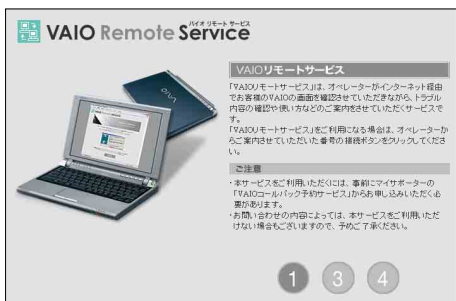 バイオ リモート サービス
VAIO Remote Service
VAIOリモートサービス
「VAIOリモートサービス」は、オペレーターがインターネット経由
でお客様のVAIOの画面を確認させていただきながら、トラブル
内容の確認や使い方などのご案内をさせていただくサービスで
す。
「VAIOリモートサービス」をご利用になる場合は、オペレーターか
らご案内させていただいた番号の接続ボタンをクリックしてくださ
い。
ご注意
・本サービスをご利用いただくには、事前にマイサポーターの
「VAIOコールバック予約サービス」からお申し込みいただく必
要があります。
・お問い合わせの内容によっては、本サービスをご利用いただ
けない場合もございますので、予めご了承ください。
1 3 4
VAIO